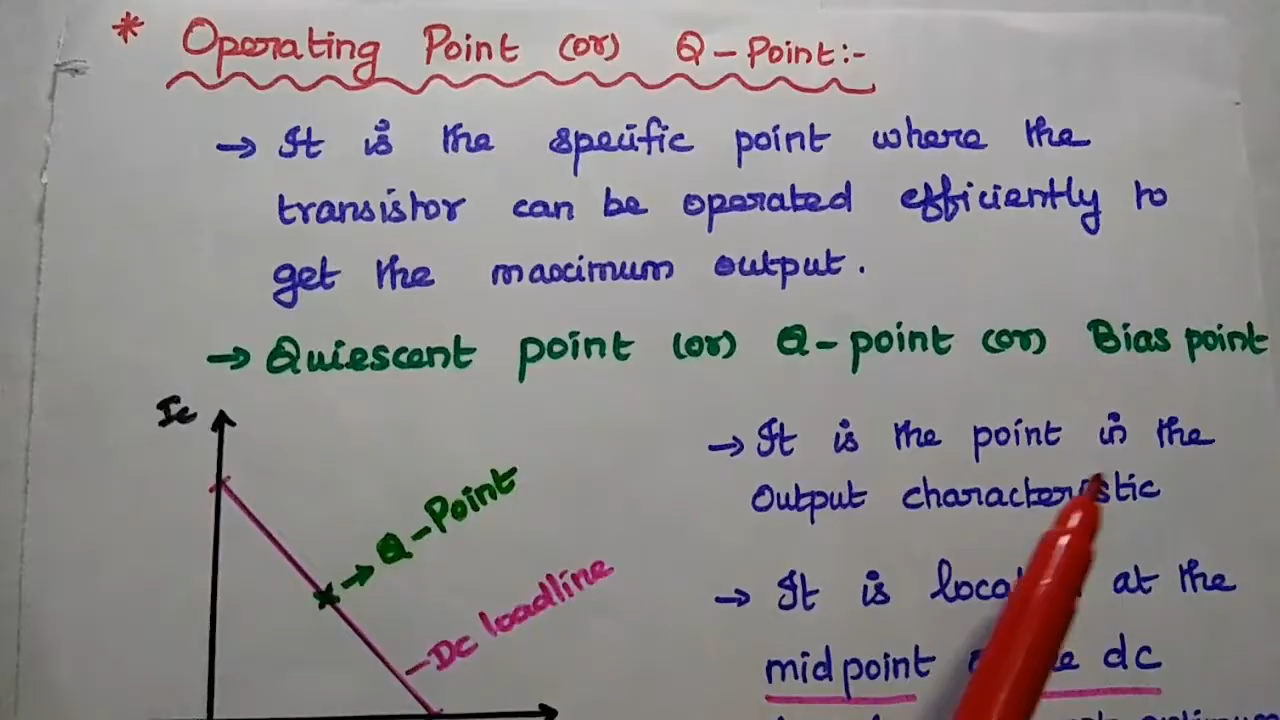 * Operating Point (or) Q-Point:-
→ It is the specific point where the
transistor can be operated efficiently to
get the maximum output.
→ Quiescent point (or) Q-point (or) Bias point
Ic
Q-Point
Dc loadline
→ It is the point in the
Output characteristic
→ It is at the
midpoint dc